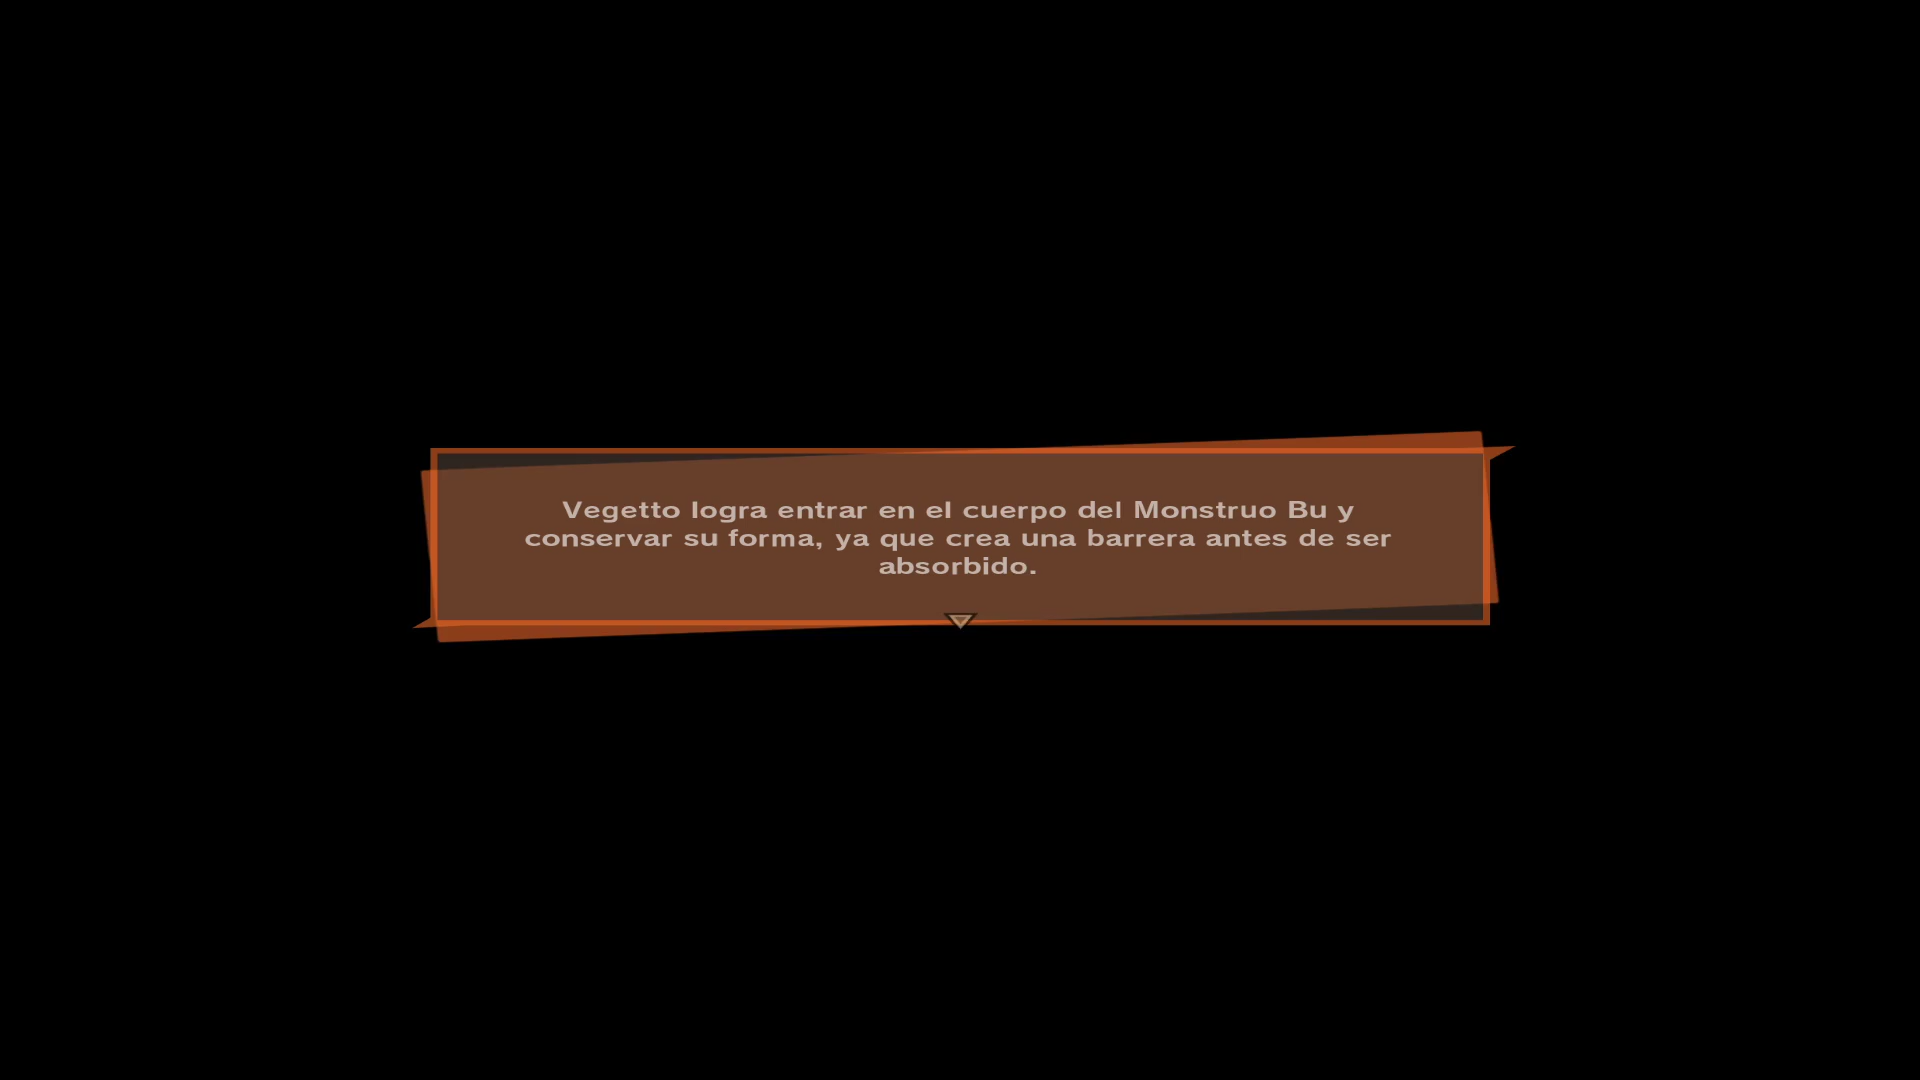 Vegetto logra entrar en el cuerpo del Monstruo Bu y
conservar su forma, ya que crea una barrera antes de ser
absorbido.